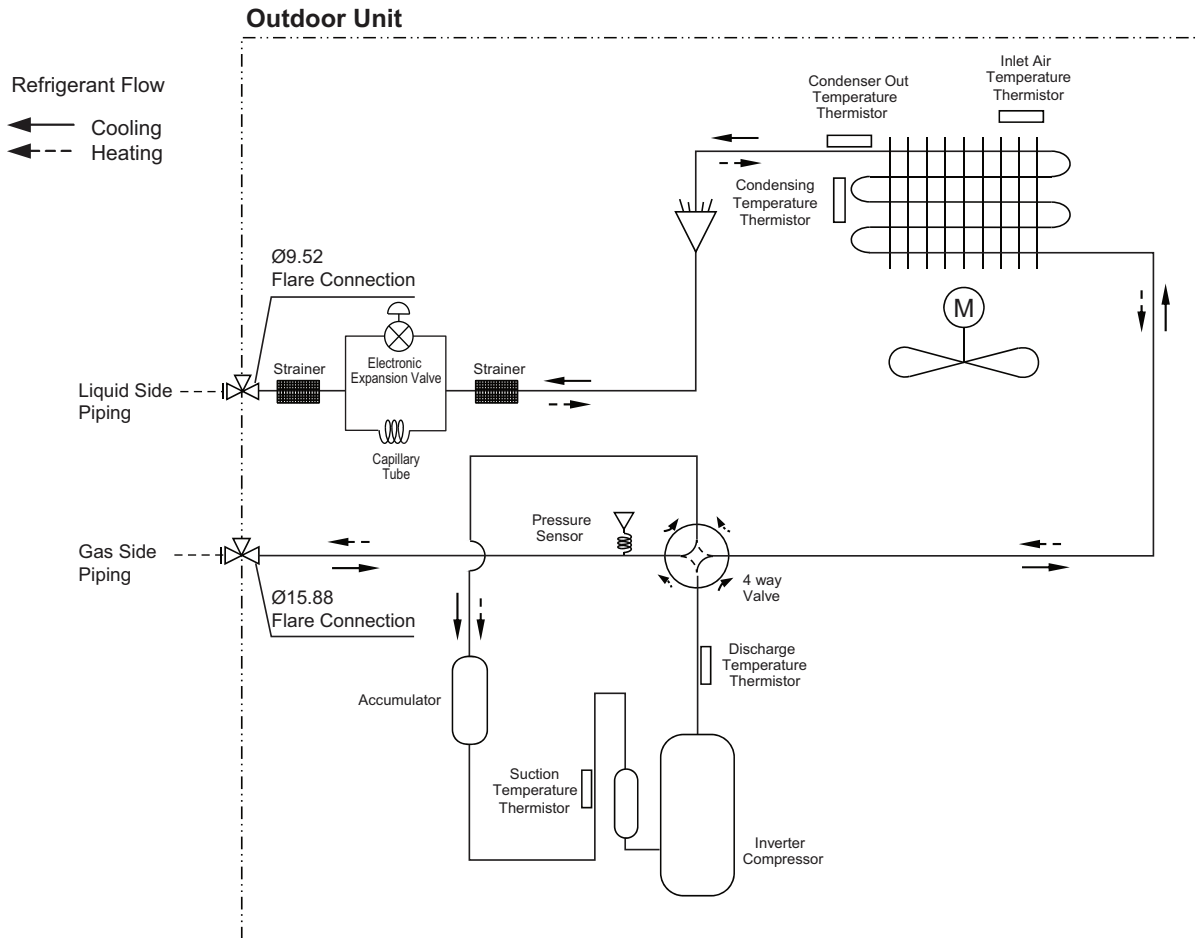 Outdoor Unit
Refrigerant Flow
Cooling
Heating
Inlet Air
Temperature
Thermistor
Condenser Out
Temperature
Thermistor
Condensing
Temperature
Thermistor
M
Ø9.52
Flare Connection
Strainer
Electronic
Expansion Valve
Strainer
Liquid Side
Piping
Capillary
Tube
Pressure
Sensor
Gas Side
Piping
4 way
Valve
Ø15.88
Flare Connection
Discharge
Temperature
Thermistor
Accumulator
Suction
Temperature
Thermistor
Inverter
Compressor